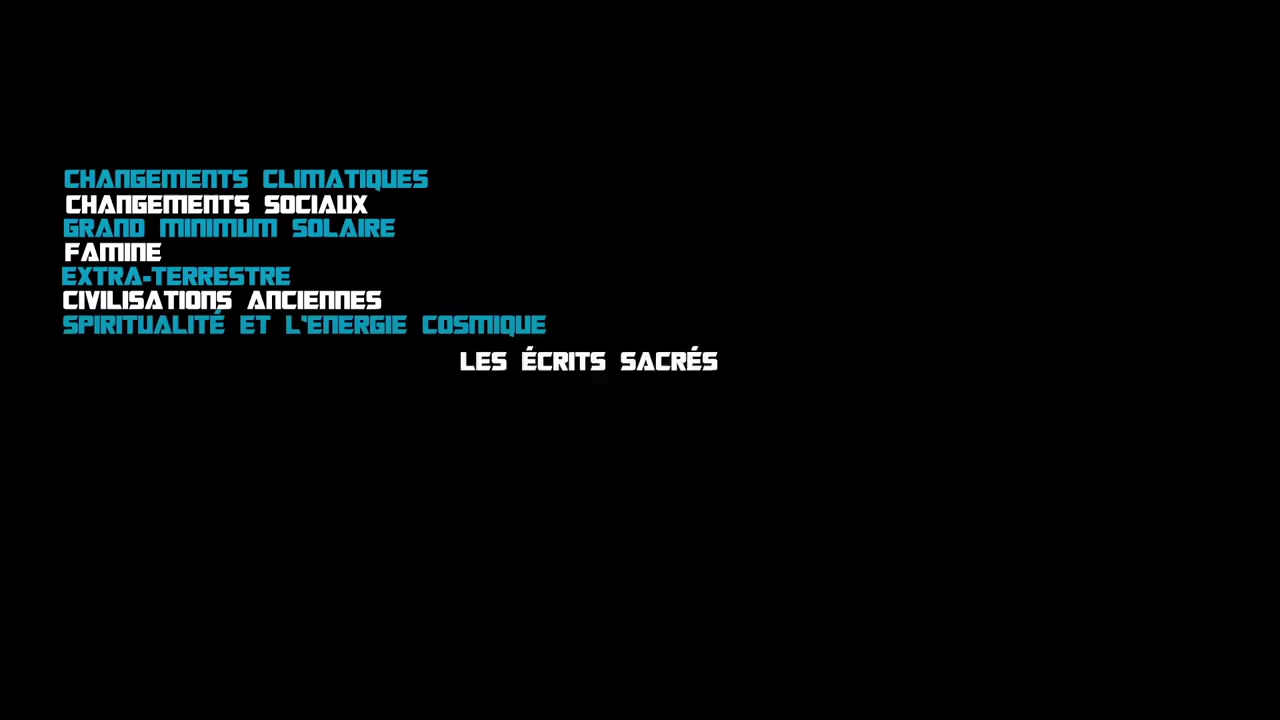 CHANGEMENTS CLIMATIQUES
CHANGEMENTS SOCIAUX
GRAND MINIMUM SOLAIRE
FAMINE
EXTRA-TERRESTRE
CIVILISATIONS ANCIENNES
SPIRITUALITÉ ET L'ENERGIE COSMIQUE
LES ÉCRITS SACRÉS